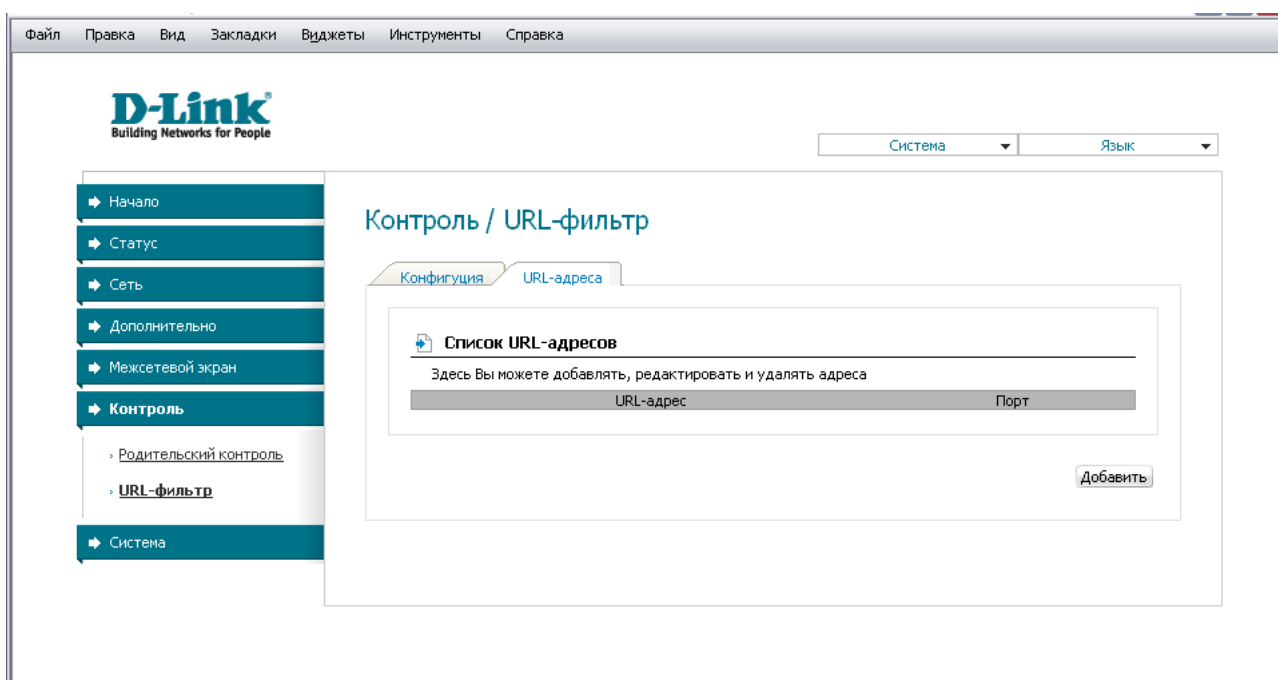 Файл Правка Вид Закладки Виджеты Инструменты Справка
D-Link®
Building Networks for People
Система Язык
Начало
Статус
Сеть
Дополнительно
Межсетевой экран
Контроль
Родительский контроль
URL-фильтр
Система
Контроль / URL-фильтр
Конфигуция URL-адреса
Список URL-адресов
Здесь Вы можете добавлять, редактировать и удалять адреса
URL-адрес Порт
Добавить